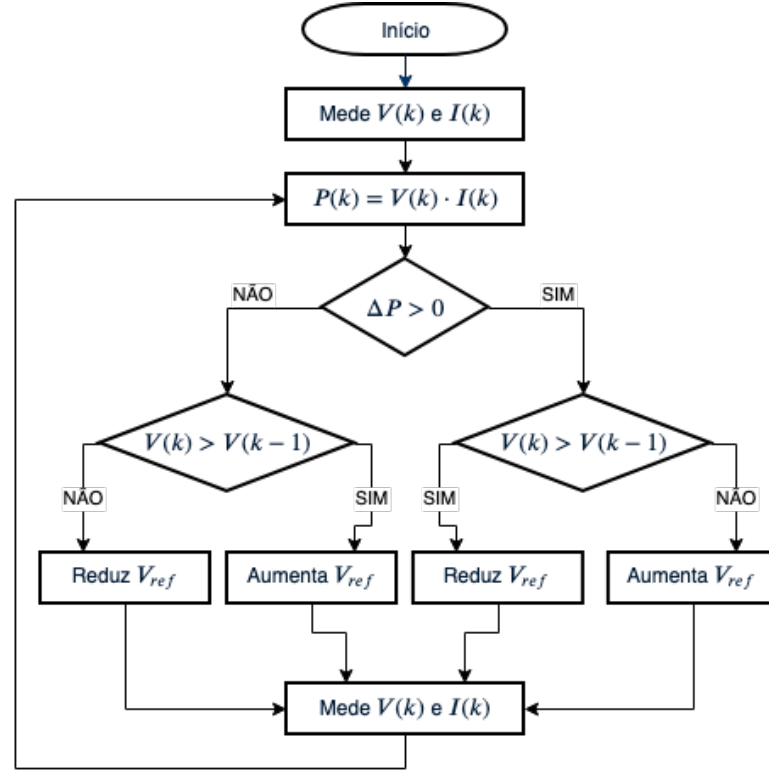 Início
Mede V(k) e I(k)
P(k) = V(k) · I(k)
NÃO
SIM
ΔP > 0
V(k) > V(k − 1)
V(k) > V(k − 1)
NÃO
SIM
SIM
NÃO
Reduz V_ref
Aumenta V_ref
Reduz V_ref
Aumenta V_ref
Mede V(k) e I(k)